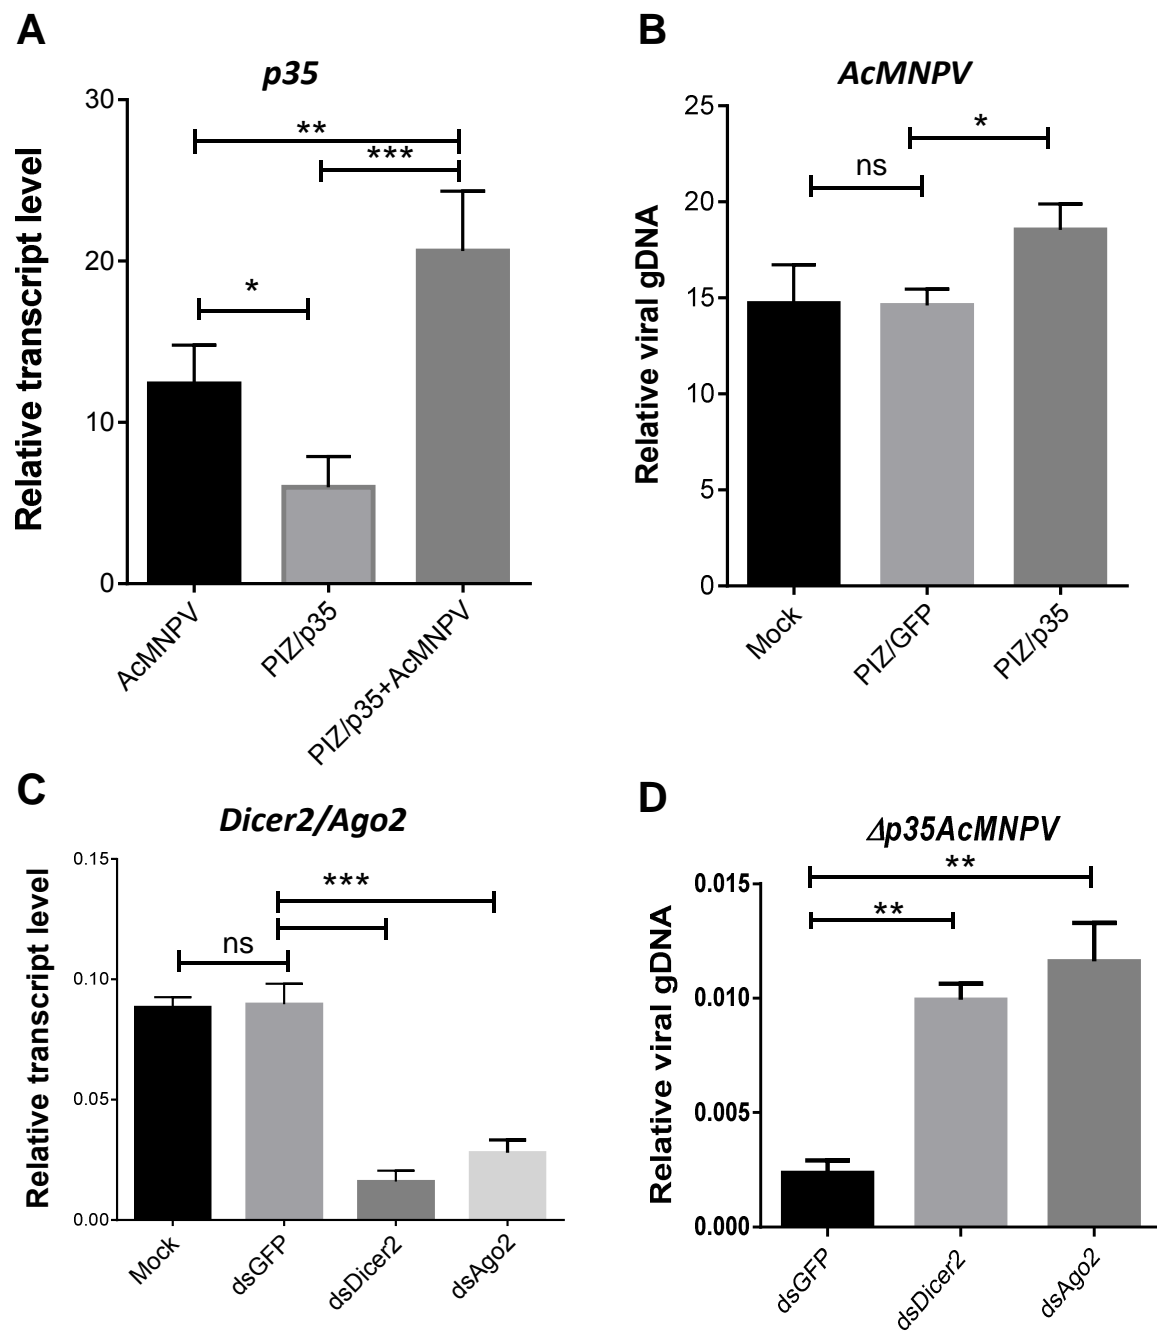 A
p35
Relative transcript level
30
20
10
0
**
***
*
AcMNPV
PIZ/p35
PIZ/p35+AcMNPV
B
AcMNPV
Relative viral gDNA
25
20
15
10
5
0
*
ns
Mock
PIZ/GFP
PIZ/p35
C
Dicer2/Ago2
Relative transcript level
0.15
0.10
0.05
0.00
***
ns
Mock
dsGFP
dsDicer2
dsAgo2
D
Δp35AcMNPV
Relative viral gDNA
0.015
0.010
0.005
0.000
**
**
dsGFP
dsDicer2
dsAgo2